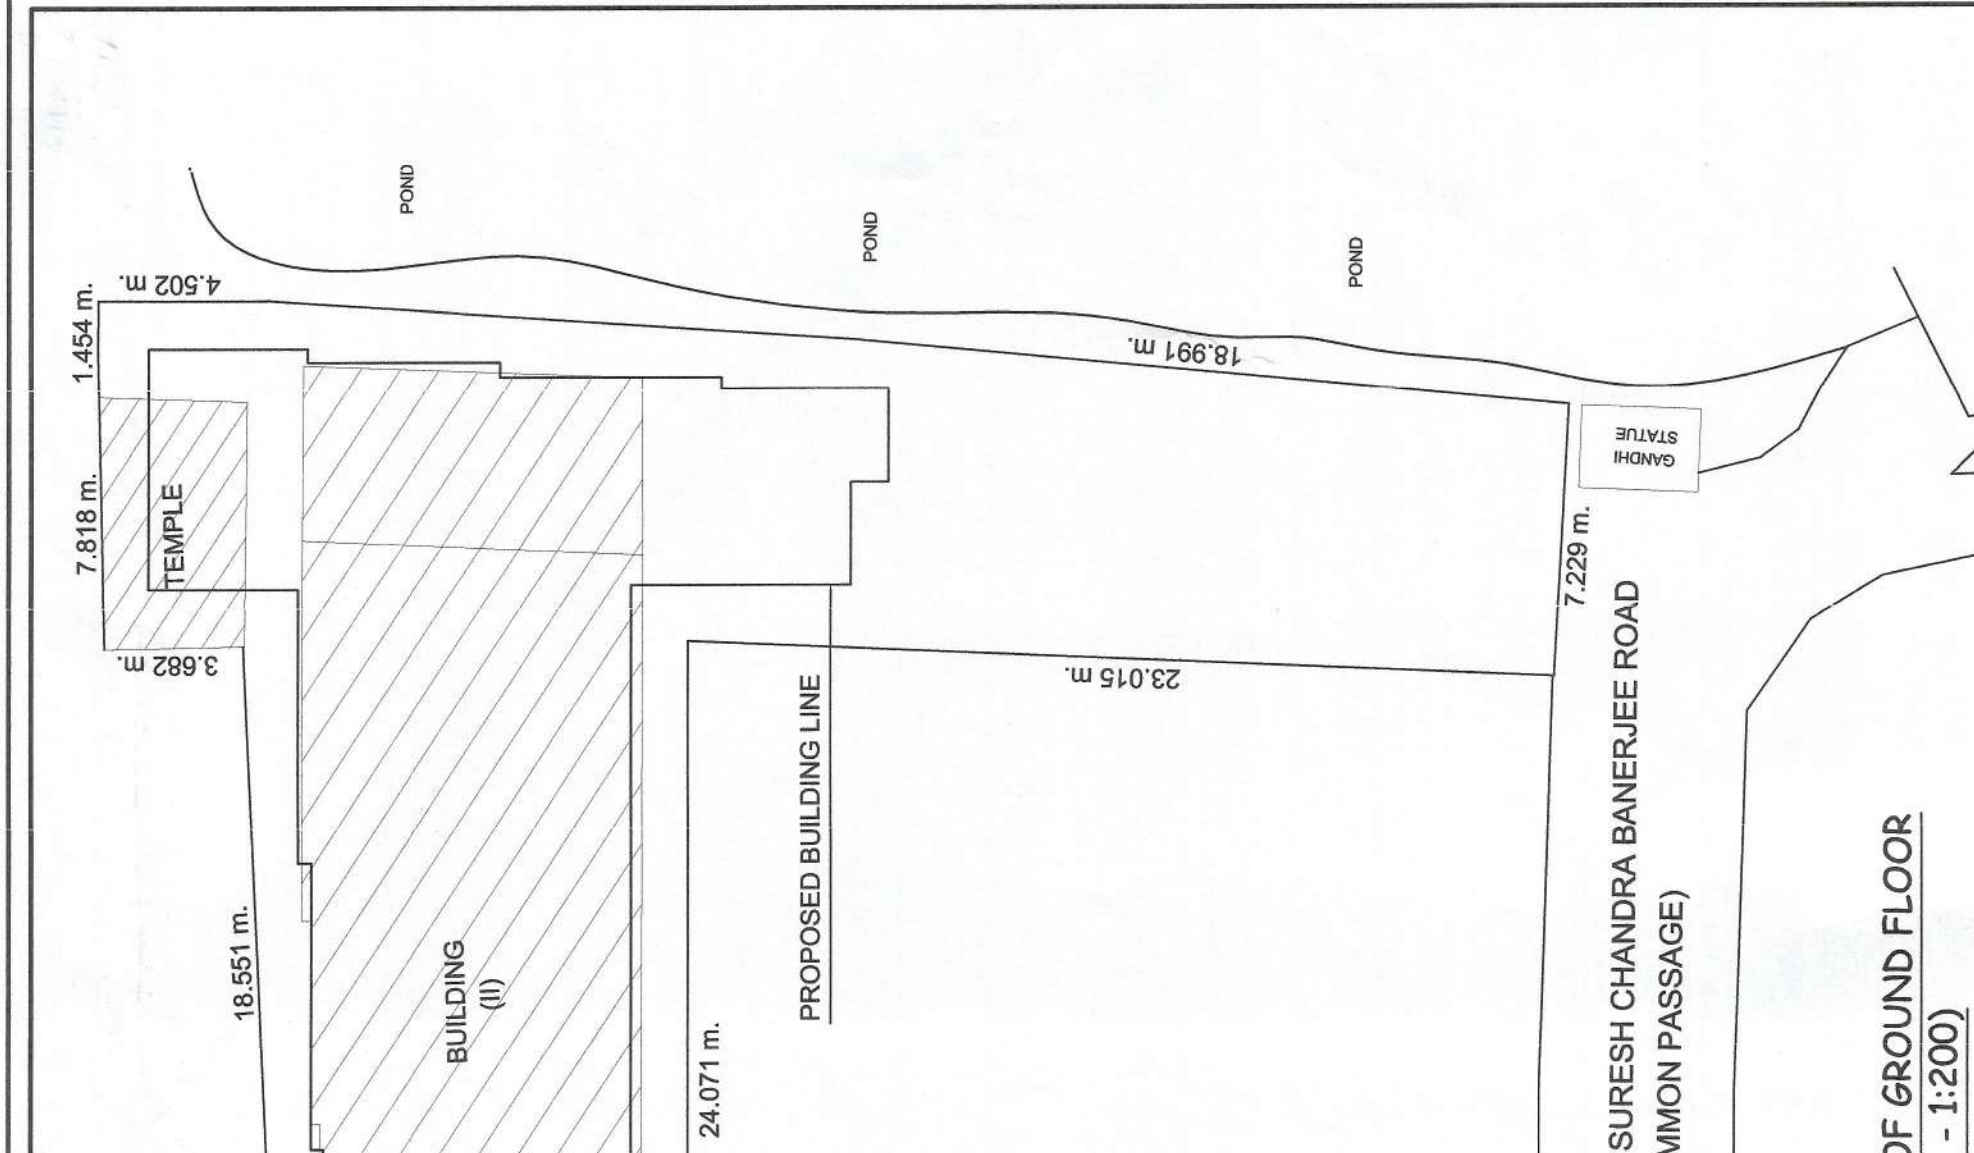 POND
POND
POND
4.502 m.
1.454 m.
18.991 m.
7.818 m.
TEMPLE
GANDHI
STATUE
7.229 m.
3.682 m.
23.015 m.
PROPOSED BUILDING LINE
18.551 m.
BUILDING
(II)
24.071 m.
SURESH CHANDRA BANERJEE ROAD
MMON PASSAGE)
OF GROUND FLOOR
- 1:200)